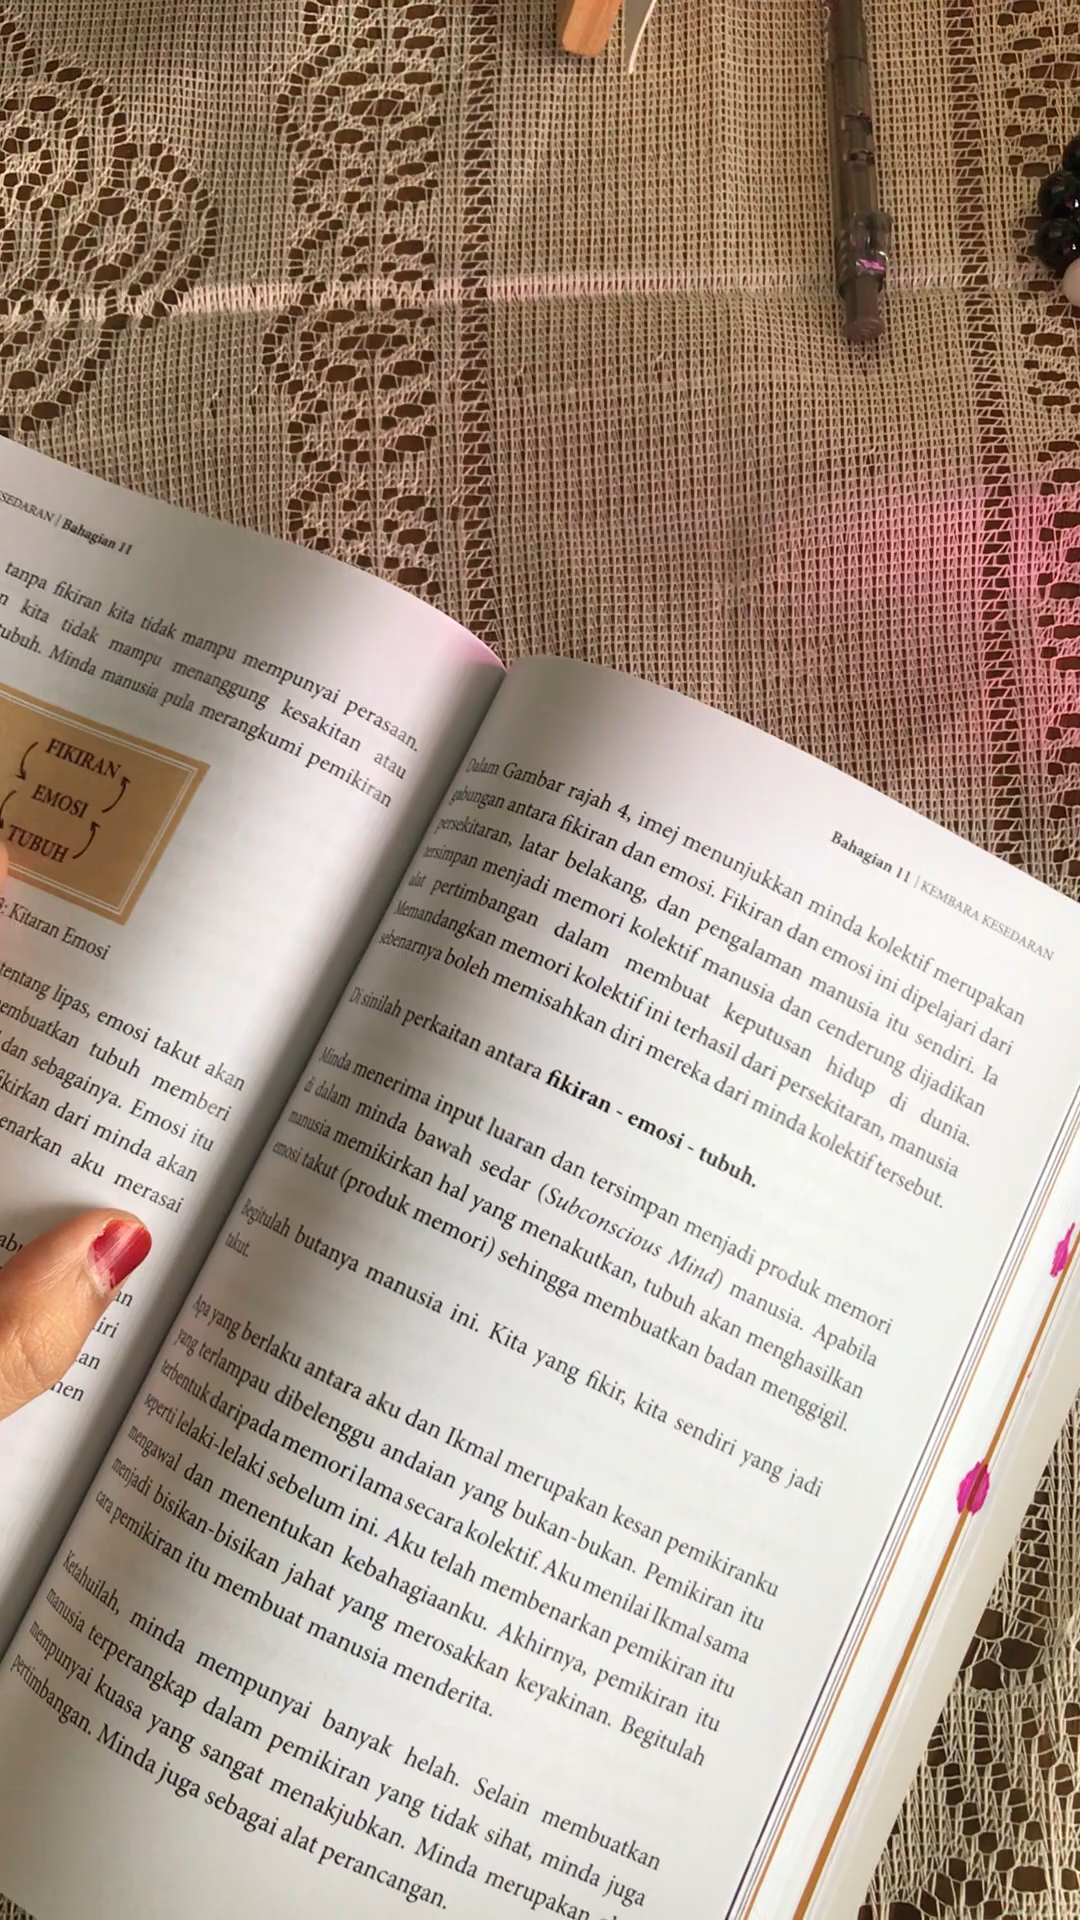 SEDARAN | Bahagian 11
tanpa fikiran kita tidak mampu mempunyai perasaan.
kita tidak mampu menanggung kesakitan atau
tubuh. Minda manusia pula merangkumi pemikiran
FIKIRAN
EMOSI
TUBUH
: Kitaran Emosi
tentang lipas, emosi takut akan
embuatkan tubuh memberi
dan sebagainya. Emosi itu
fikirkan dari minda akan
enarkan aku merasai
Bahagian 11 | KEMBARA KESEDARAN
Dalam Gambar rajah 4, imej menunjukkan minda kolektif merupakan
gabungan antara fikiran dan emosi. Fikiran dan emosi ini dipelajari dari
persekitaran, latar belakang, dan pengalaman manusia itu sendiri. Ia
tersimpan menjadi memori kolektif manusia dan cenderung dijadikan
alat pertimbangan dalam membuat keputusan hidup di dunia.
Memandangkan memori kolektif ini terhasil dari persekitaran, manusia
sebenarnya boleh memisahkan diri mereka dari minda kolektif tersebut.
Di sinilah perkaitan antara fikiran - emosi - tubuh.
Minda menerima input luaran dan tersimpan menjadi produk memori
di dalam minda bawah sedar (Subconscious Mind) manusia. Apabila
manusia memikirkan hal yang menakutkan, tubuh akan menghasilkan
emosi takut (produk memori) sehingga membuatkan badan menggigil.
Begitulah butanya manusia ini. Kita yang fikir, kita sendiri yang jadi
takut.
Apa yang berlaku antara aku dan Ikmal merupakan kesan pemikiranku
yang terlampau dibelenggu andaian yang bukan-bukan. Pemikiran itu
terbentuk daripada memori lama secara kolektif. Aku menilai Ikmal sama
seperti lelaki-lelaki sebelum ini. Aku telah membenarkan pemikiran itu
mengawal dan menentukan kebahagiaanku. Akhirnya, pemikiran itu
menjadi bisikan-bisikan jahat yang merosakkan keyakinan. Begitulah
cara pemikiran itu membuat manusia menderita.
Ketahuilah, minda mempunyai banyak helah. Selain membuatkan
manusia terperangkap dalam pemikiran yang tidak sihat, minda juga
mempunyai kuasa yang sangat menakjubkan. Minda merupakan
pertimbangan. Minda juga sebagai alat perancangan.